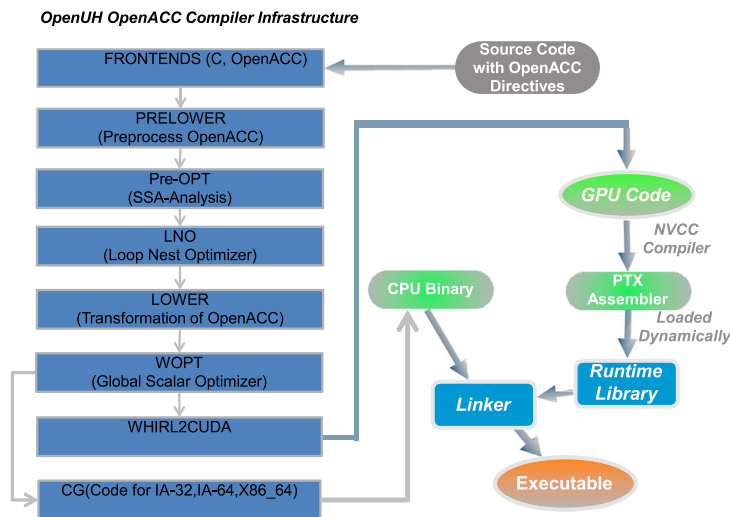 OpenUH OpenACC Compiler Infrastructure
FRONTENDS (C, OpenACC)
Source Code
with OpenACC
Directives
PRELOWER
(Preprocess OpenACC)
Pre-OPT
(SSA-Analysis)
LNO
(Loop Nest Optimizer)
LOWER
(Transformation of OpenACC)
WOPT
(Global Scalar Optimizer)
WHIRL2CUDA
CG(Code for IA-32,IA-64,X86_64)
GPU Code
NVCC
Compiler
PTX
Assembler
Loaded
Dynamically
Runtime
Library
CPU Binary
Linker
Executable